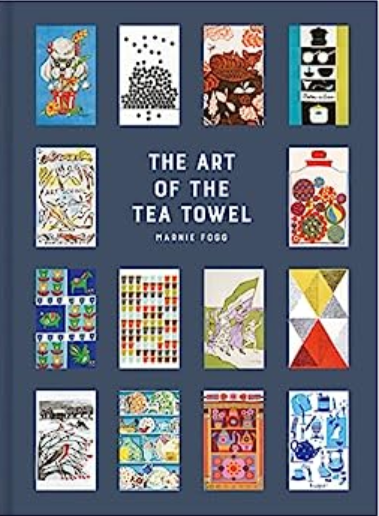 THE ART
OF THE
TEA TOWEL
MARNIE FOGG